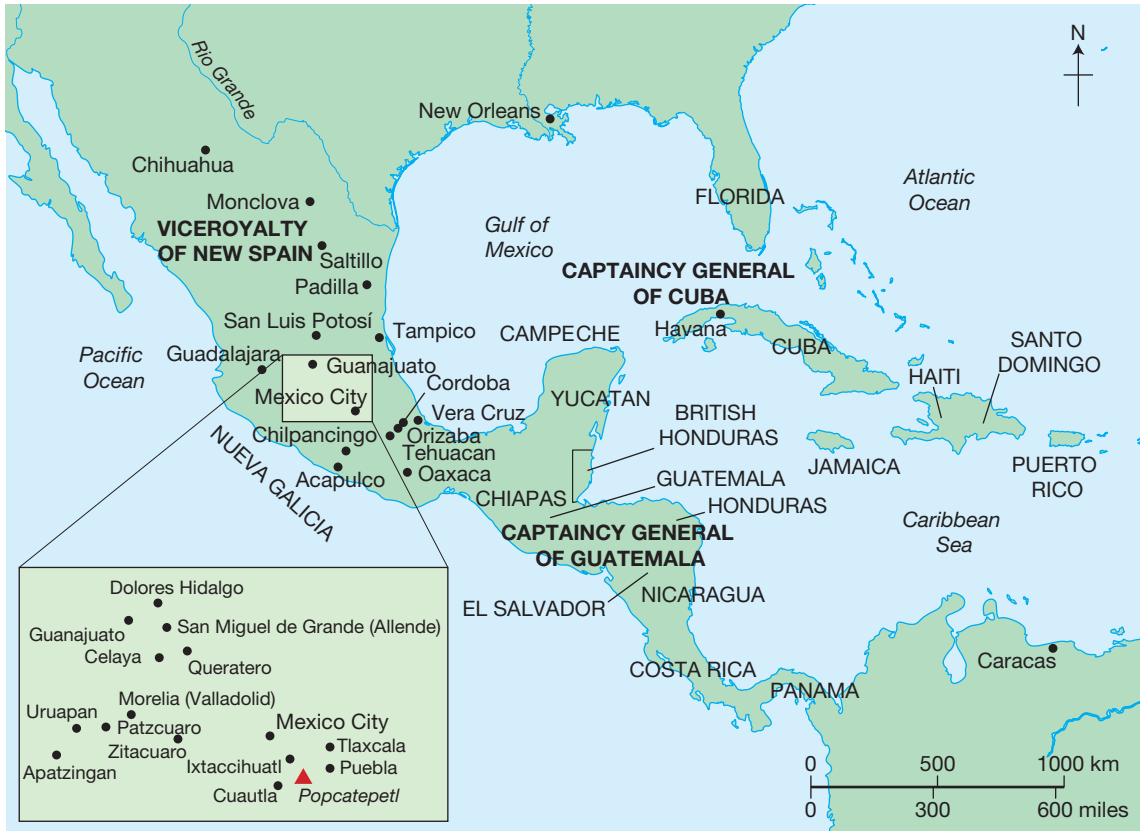 N
Rio Grande
New Orleans
Chihuahua
Monclova
FLORIDA
Atlantic
Ocean
VICEROYALTY
OF NEW SPAIN
Gulf of
Mexico
Saltillo
Padilla
CAPTAINCY GENERAL
OF CUBA
San Luis Potosí
Tampico
CAMPECHE
Havana
CUBA
Pacific
Ocean
Guadalajara
Guanajuato
Cordoba
SANTO
DOMINGO
HAITI
Mexico City
Vera Cruz
YUCATAN
BRITISH
HONDURAS
Chilpancingo
Orizaba
Tehuacan
Oaxaca
Acapulco
NUEVA GALICIA
JAMAICA
PUERTO
RICO
GUATEMALA
CHIAPAS
HONDURAS
Caribbean
Sea
CAPTAINCY GENERAL
OF GUATEMALA
EL SALVADOR
NICARAGUA
COSTA RICA
PANAMA
Caracas
Dolores Hidalgo
Guanajuato
San Miguel de Grande (Allende)
Celaya
Queratero
Morelia (Valladolid)
Uruapan
Patzcuaro
Zitacuaro
Apatzingan
Mexico City
Tlaxcala
Ixtaccihuatl
Puebla
Cuautla
Popcatepetl
0 500 1000 km
0 300 600 miles